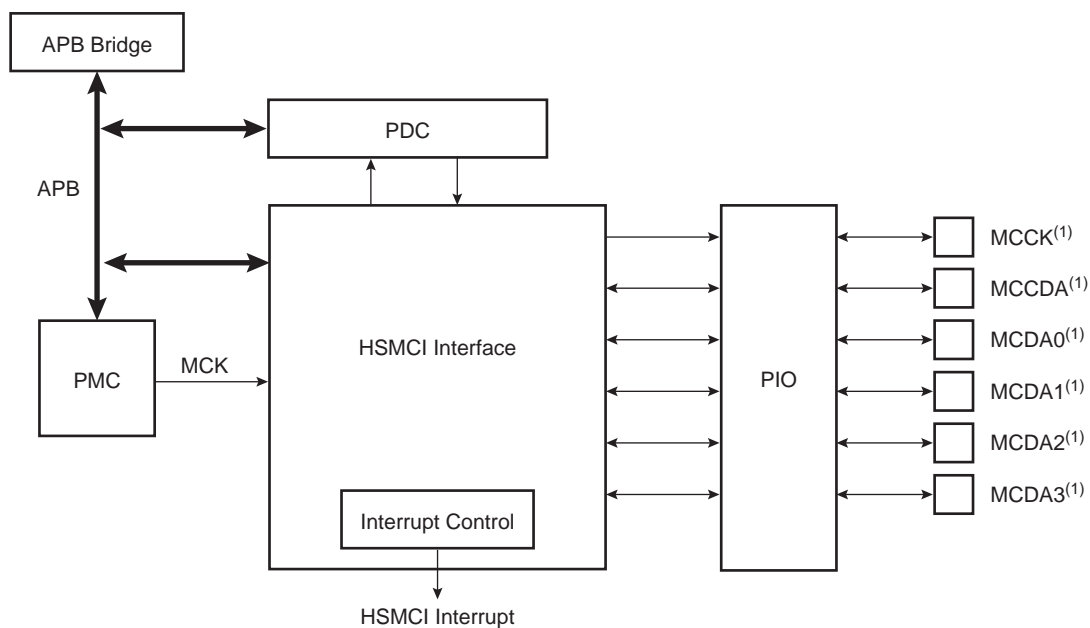 APB Bridge
PDC
APB
MCCK(1)
MCCDA(1)
HSMCI Interface
MCDA0(1)
MCK
PMC
PIO
MCDA1(1)
MCDA2(1)
MCDA3(1)
Interrupt Control
HSMCI Interrupt